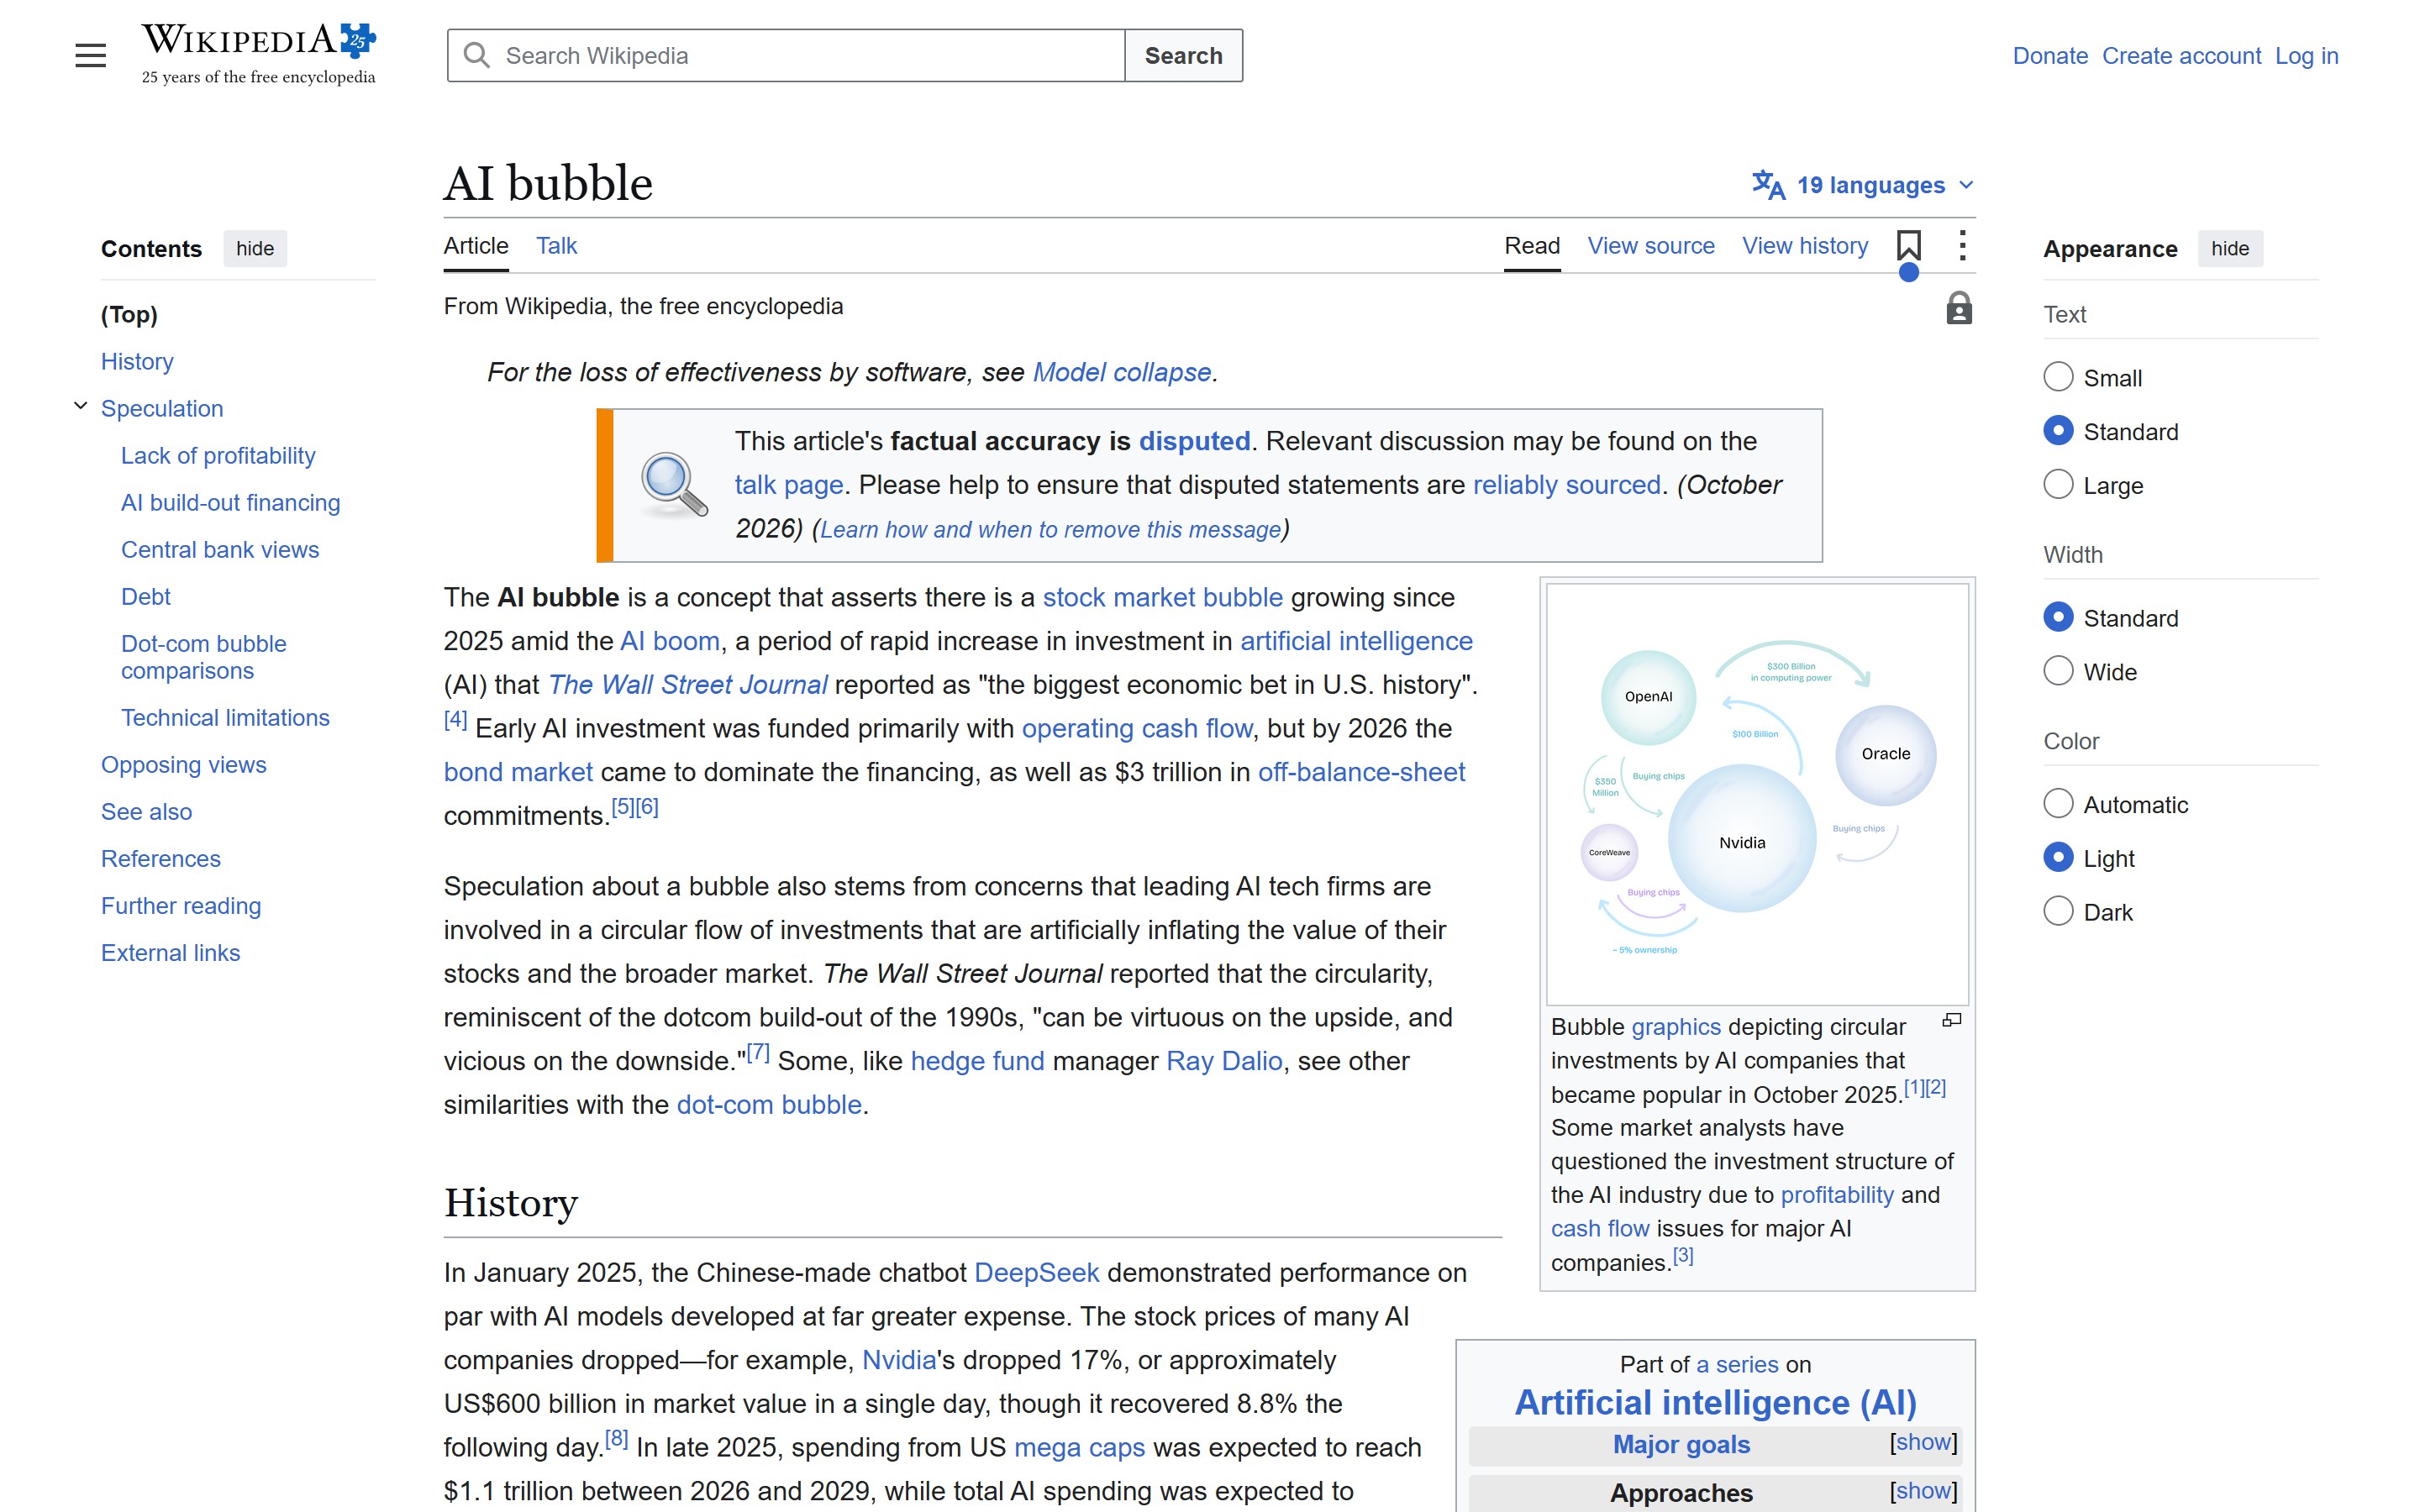 WIKIPEDIA 25
25 years of the free encyclopedia
Search Wikipedia
Search
Donate Create account Log in
Contents hide
(Top)
History
Speculation
Lack of profitability
AI build-out financing
Central bank views
Debt
Dot-com bubble
comparisons
Technical limitations
Opposing views
See also
References
Further reading
External links
AI bubble
19 languages
Article Talk
Read View source View history
From Wikipedia, the free encyclopedia
For the loss of effectiveness by software, see Model collapse.
This article's factual accuracy is disputed. Relevant discussion may be found on the
talk page. Please help to ensure that disputed statements are reliably sourced. (October
2026) (Learn how and when to remove this message)
The AI bubble is a concept that asserts there is a stock market bubble growing since
2025 amid the AI boom, a period of rapid increase in investment in artificial intelligence
(AI) that The Wall Street Journal reported as "the biggest economic bet in U.S. history".
[4] Early AI investment was funded primarily with operating cash flow, but by 2026 the
bond market came to dominate the financing, as well as $3 trillion in off-balance-sheet
commitments.[5][6]
Speculation about a bubble also stems from concerns that leading AI tech firms are
involved in a circular flow of investments that are artificially inflating the value of their
stocks and the broader market. The Wall Street Journal reported that the circularity,
reminiscent of the dotcom build-out of the 1990s, "can be virtuous on the upside, and
vicious on the downside."[7] Some, like hedge fund manager Ray Dalio, see other
similarities with the dot-com bubble.
OpenAI
$300 Billion
in computing power
$100 Billion
Oracle
$350
Million
Buying chips
Nvidia
CoreWeave
Buying chips
Buying chips
~ 5% ownership
Bubble graphics depicting circular
investments by AI companies that
became popular in October 2025.[1][2]
Some market analysts have
questioned the investment structure of
the AI industry due to profitability and
cash flow issues for major AI
companies.[3]
History
In January 2025, the Chinese-made chatbot DeepSeek demonstrated performance on
par with AI models developed at far greater expense. The stock prices of many AI
companies dropped—for example, Nvidia's dropped 17%, or approximately
US$600 billion in market value in a single day, though it recovered 8.8% the
following day.[8] In late 2025, spending from US mega caps was expected to reach
$1.1 trillion between 2026 and 2029, while total AI spending was expected to
Part of a series on
Artificial intelligence (AI)
Major goals [show]
Approaches [show]
Appearance hide
Text
Small
Standard
Large
Width
Standard
Wide
Color
Automatic
Light
Dark